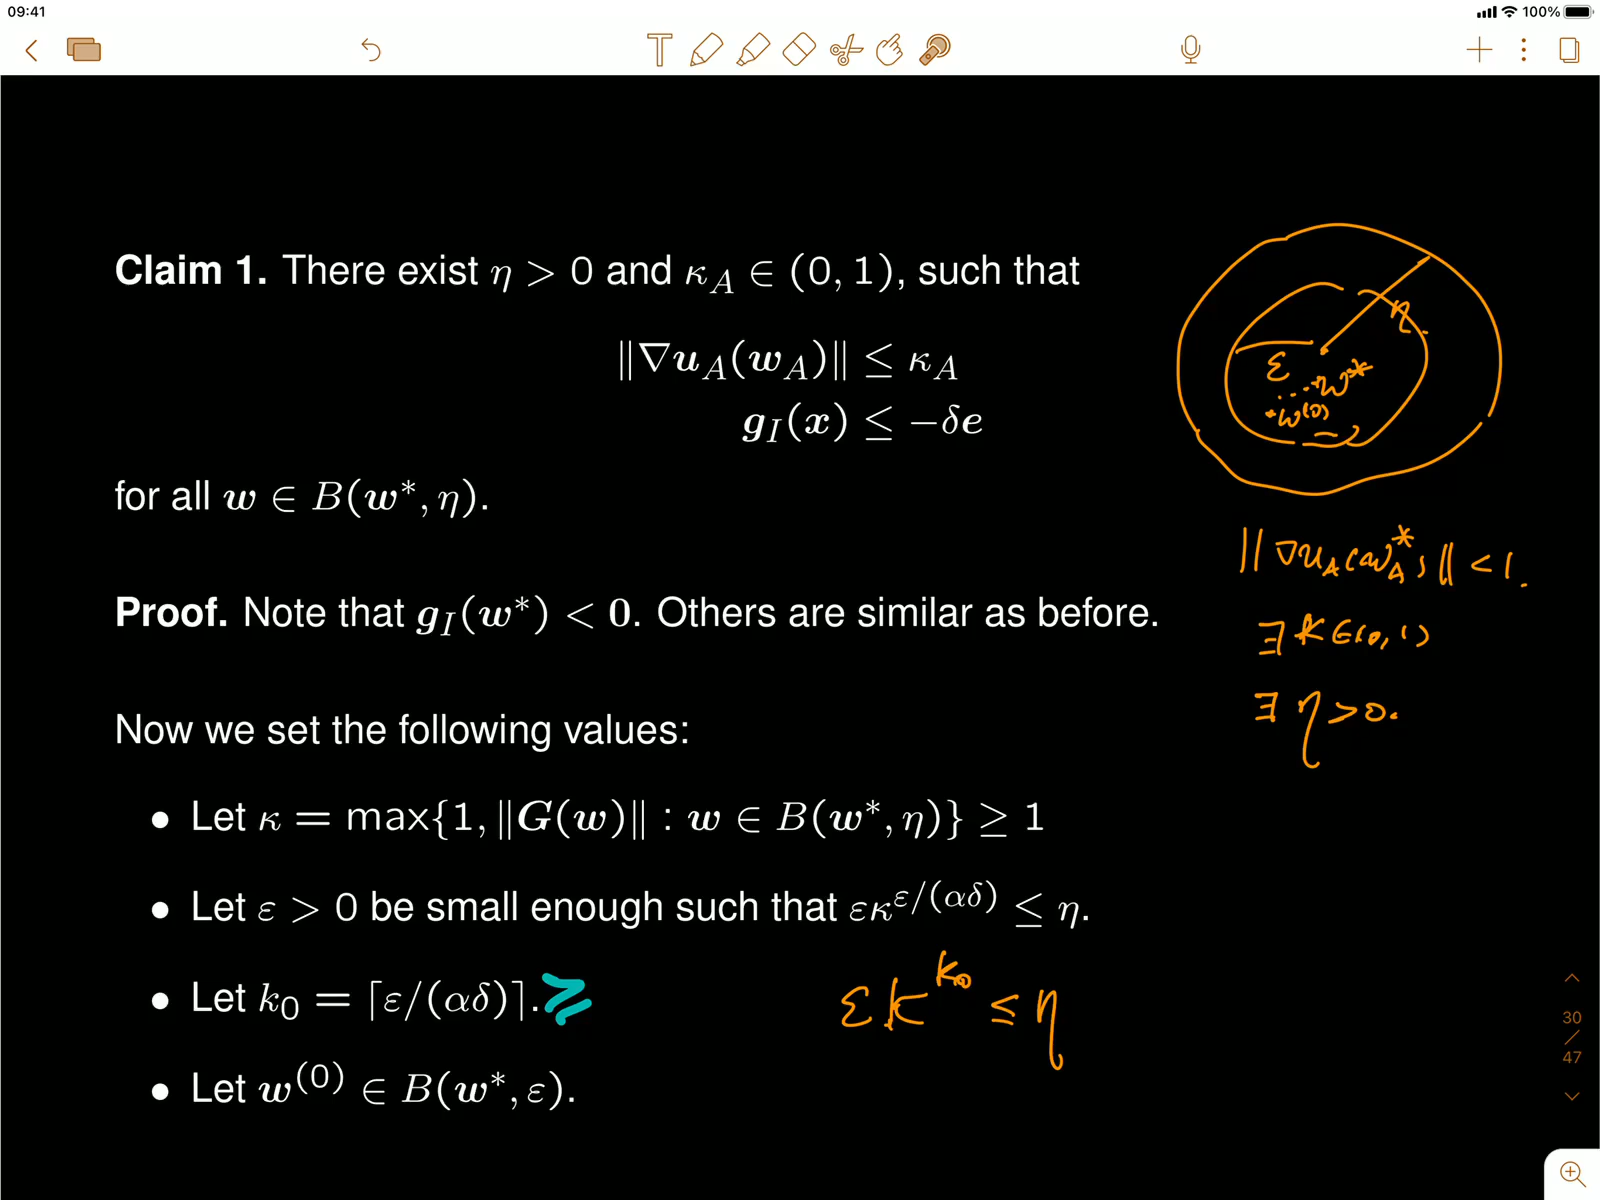 09:41
100%
Claim 1. There exist η > 0 and κ_A ∈ (0, 1), such that
‖∇u_A(w_A)‖ ≤ κ_A
g_I(x) ≤ −δe
for all w ∈ B(w*, η).
Proof. Note that g_I(w*) < 0. Others are similar as before.
Now we set the following values:
• Let κ = max{1, ‖G(w)‖ : w ∈ B(w*, η)} ≥ 1
• Let ε > 0 be small enough such that εκ^{ε/(αδ)} ≤ η.
• Let k_0 = ⌈ε/(αδ)⌉.
εκ^{k_0} ≤ η
• Let w^{(0)} ∈ B(w*, ε).
η
ε
w*
w^{(0)}
‖∇u_A(w_A^*)‖ < 1.
∃ κ ∈ (0, 1)
∃ η > 0.
30
/
47